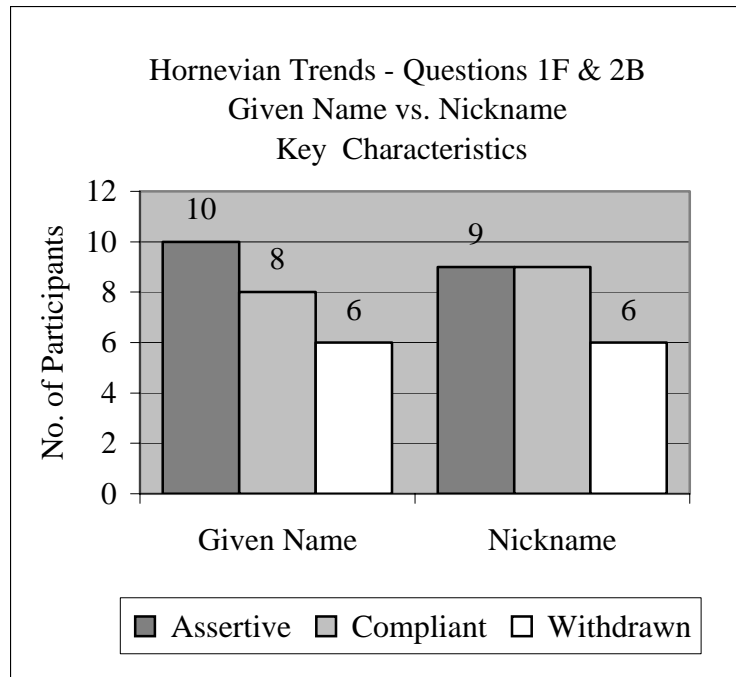 Hornevian Trends - Questions 1F & 2B
Given Name vs. Nickname
Key Characteristics
No. of Participants
12
10
8
6
4
2
0
10
8
6
9
6
Given Name
Nickname
Assertive
Compliant
Withdrawn